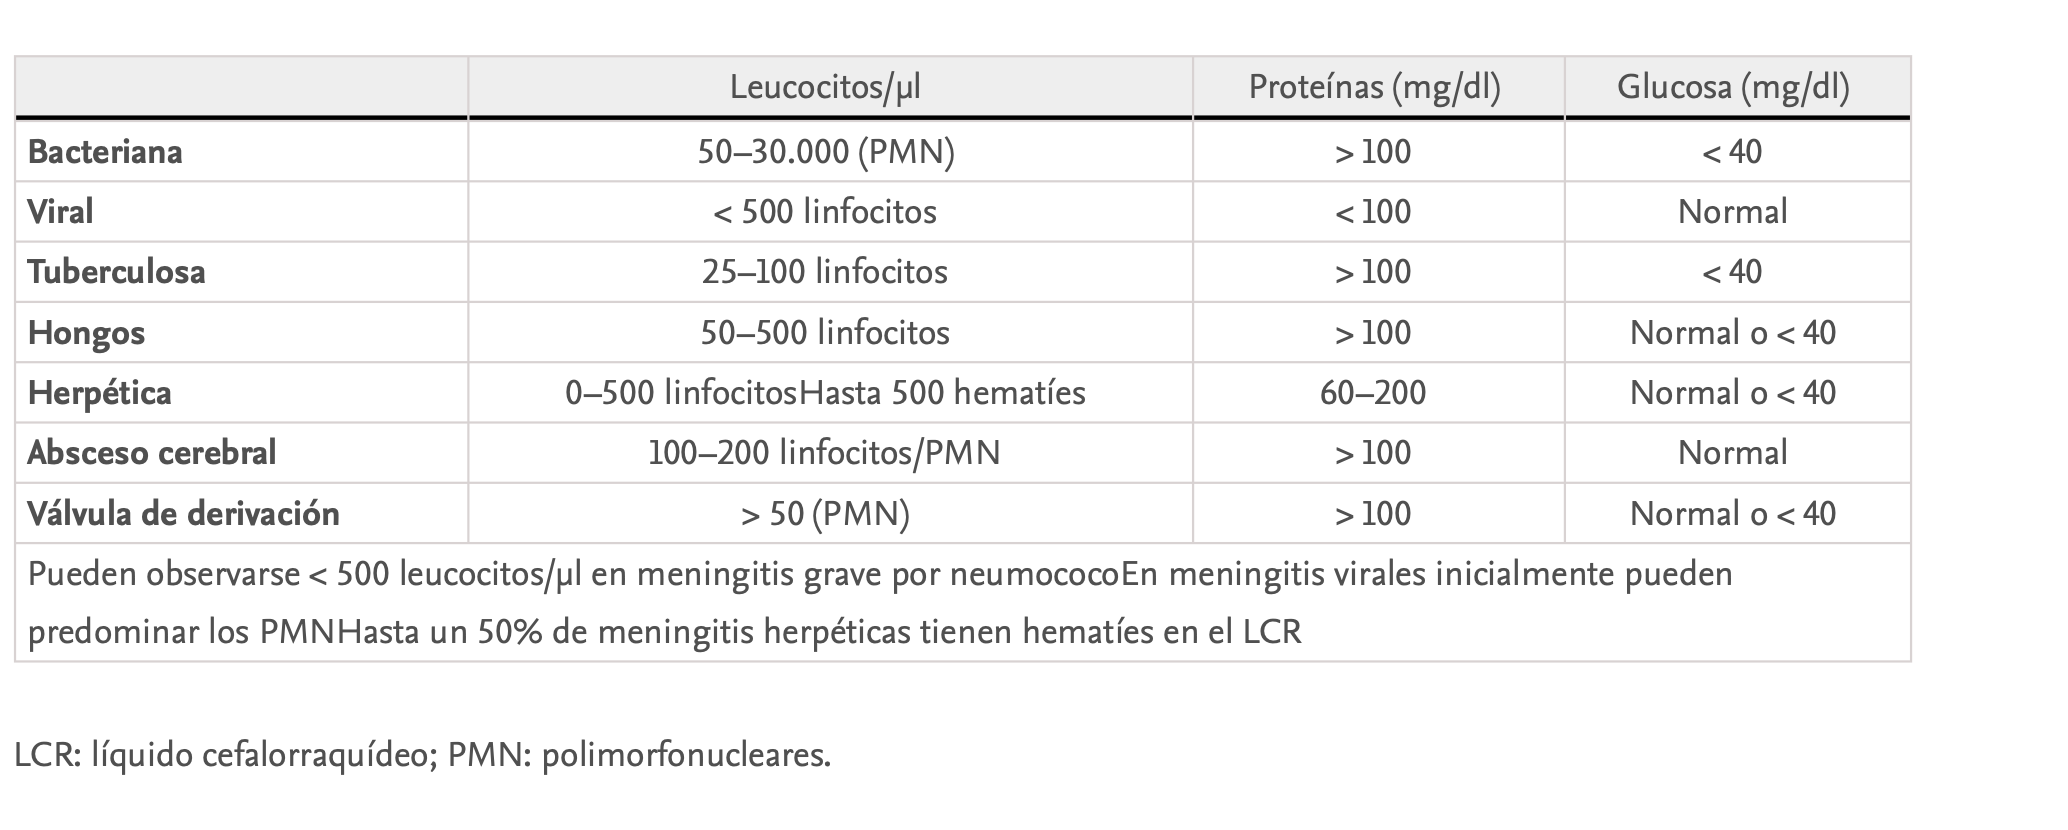 Leucocitos/µl Proteínas (mg/dl) Glucosa (mg/dl)
Bacteriana 50–30.000 (PMN) > 100 < 40
Viral < 500 linfocitos < 100 Normal
Tuberculosa 25–100 linfocitos > 100 < 40
Hongos 50–500 linfocitos > 100 Normal o < 40
Herpética 0–500 linfocitosHasta 500 hematíes 60–200 Normal o < 40
Absceso cerebral 100–200 linfocitos/PMN > 100 Normal
Válvula de derivación > 50 (PMN) > 100 Normal o < 40
Pueden observarse < 500 leucocitos/µl en meningitis grave por neumococoEn meningitis virales inicialmente pueden
predominar los PMNHasta un 50% de meningitis herpéticas tienen hematíes en el LCR
LCR: líquido cefalorraquídeo; PMN: polimorfonucleares.